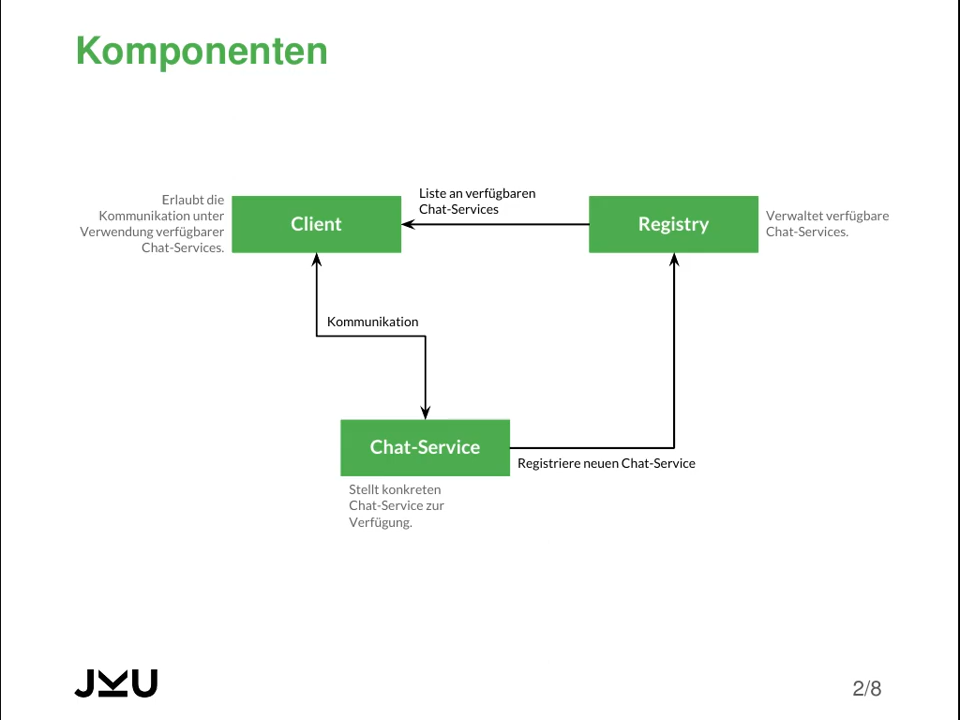 Komponenten
Erlaubt die
Kommunikation unter
Verwendung verfügbarer
Chat-Services.
Client
Liste an verfügbaren
Chat-Services
Registry
Verwaltet verfügbare
Chat-Services.
Kommunikation
Chat-Service
Registriere neuen Chat-Service
Stellt konkreten
Chat-Service zur
Verfügung.
JKU
2/8